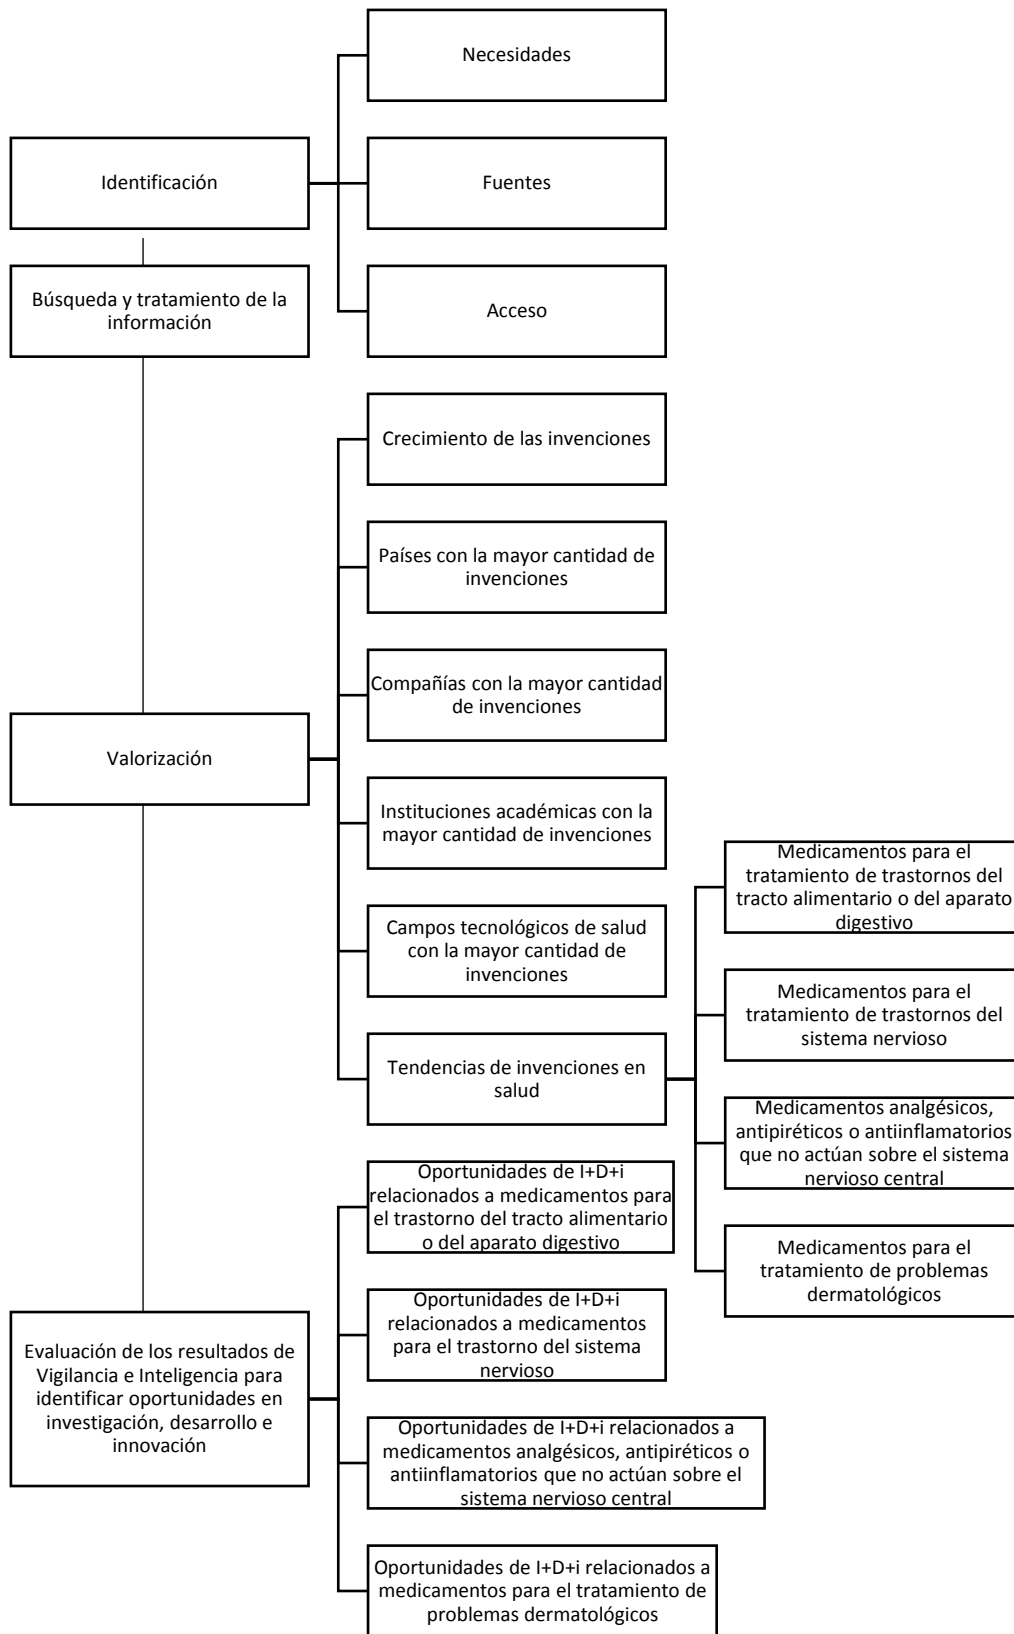 Necesidades
Identificación
Fuentes
Búsqueda y tratamiento de la
información
Acceso
Crecimiento de las invenciones
Países con la mayor cantidad de
invenciones
Compañías con la mayor cantidad
de invenciones
Valorización
Instituciones académicas con la
mayor cantidad de invenciones
Campos tecnológicos de salud
con la mayor cantidad de
invenciones
Tendencias de invenciones en
salud
Medicamentos para el
tratamiento de trastornos del
tracto alimentario o del aparato
digestivo
Medicamentos para el
tratamiento de trastornos del
sistema nervioso
Medicamentos analgésicos,
antipiréticos o antiinflamatorios
que no actúan sobre el sistema
nervioso central
Medicamentos para el
tratamiento de problemas
dermatológicos
Evaluación de los resultados de
Vigilancia e Inteligencia para
identificar oportunidades en
investigación, desarrollo e
innovación
Oportunidades de I+D+i
relacionados a medicamentos para
el trastorno del tracto alimentario
o del aparato digestivo
Oportunidades de I+D+i
relacionados a medicamentos
para el trastorno del sistema
nervioso
Oportunidades de I+D+i relacionados a
medicamentos analgésicos, antipiréticos o
antiinflamatorios que no actúan sobre el
sistema nervioso central
Oportunidades de I+D+i relacionados a
medicamentos para el tratamiento de
problemas dermatológicos